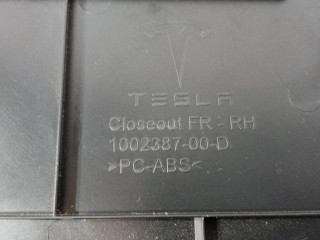 TESLA
Closeout FR - RH
1002387-00-D
>PC-ABS<